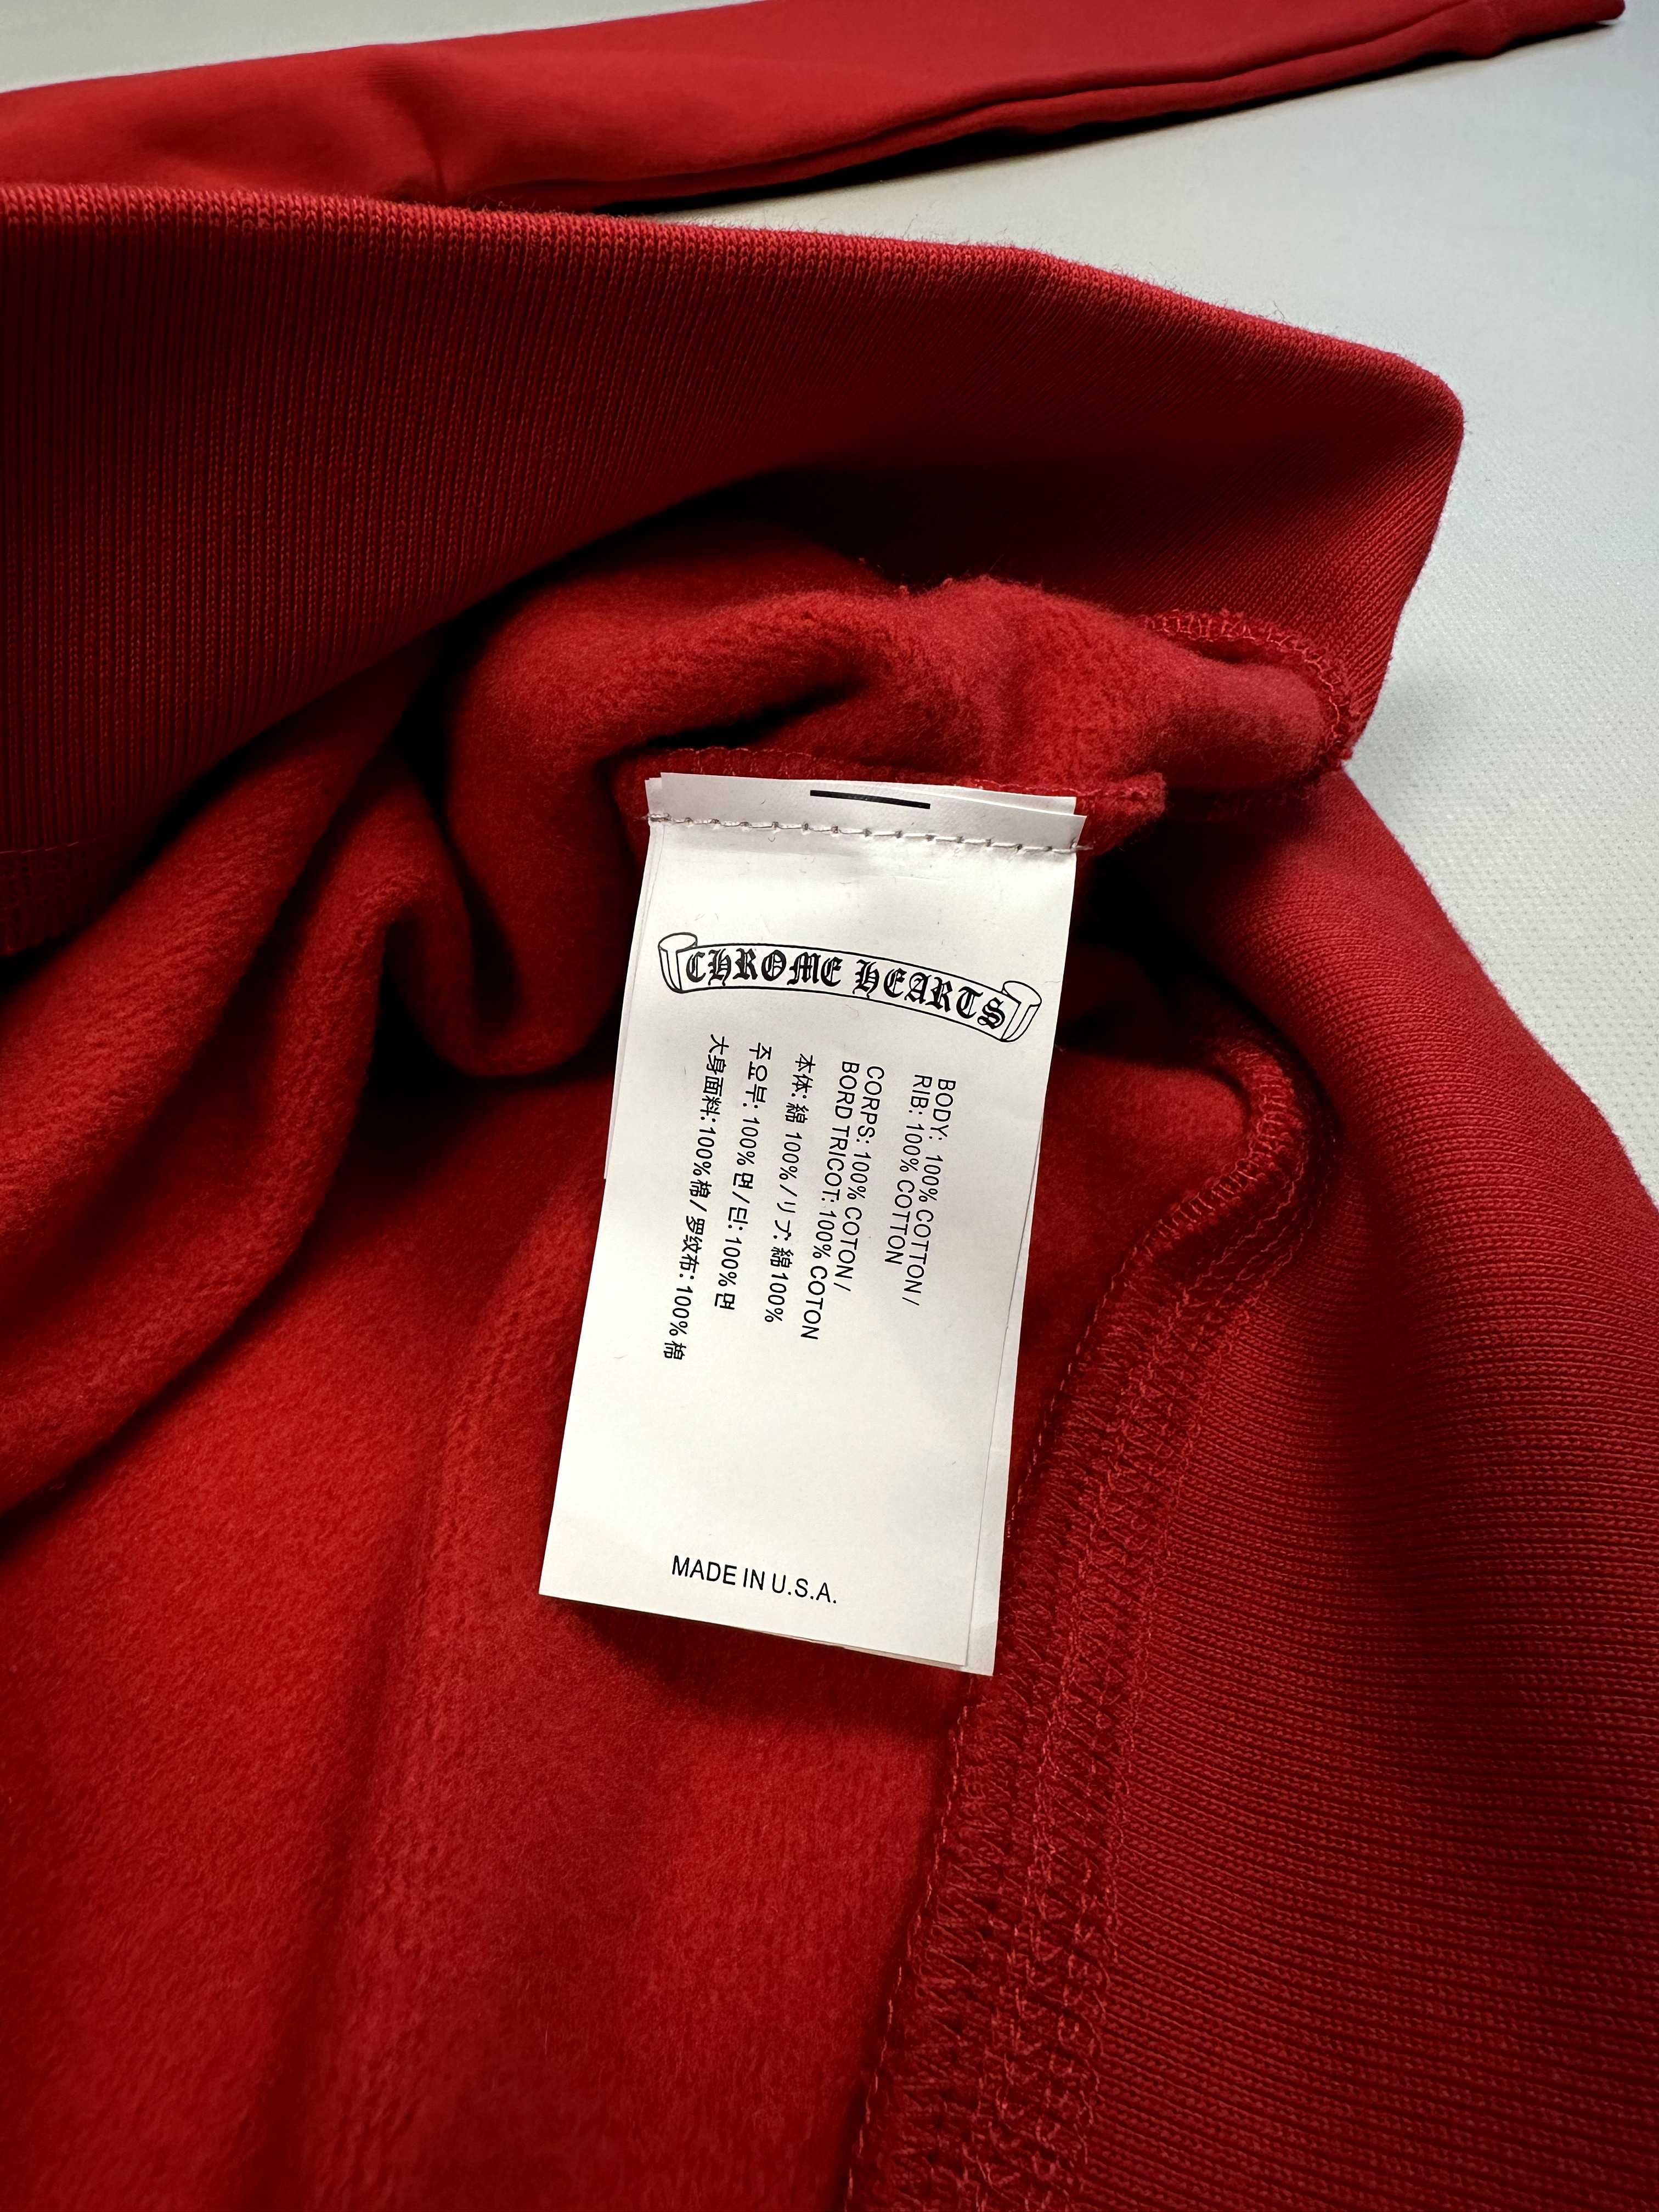 CHROME HEARTS
BODY: 100% COTTON /
RIB: 100% COTTON
CORPS: 100% COTON /
BORD TRICOT: 100% COTON
本体: 綿 100% / リブ: 綿 100%
주요부: 100% 면 / 단: 100% 면
大身面料: 100% 棉 / 罗纹布: 100% 棉
MADE IN U.S.A.